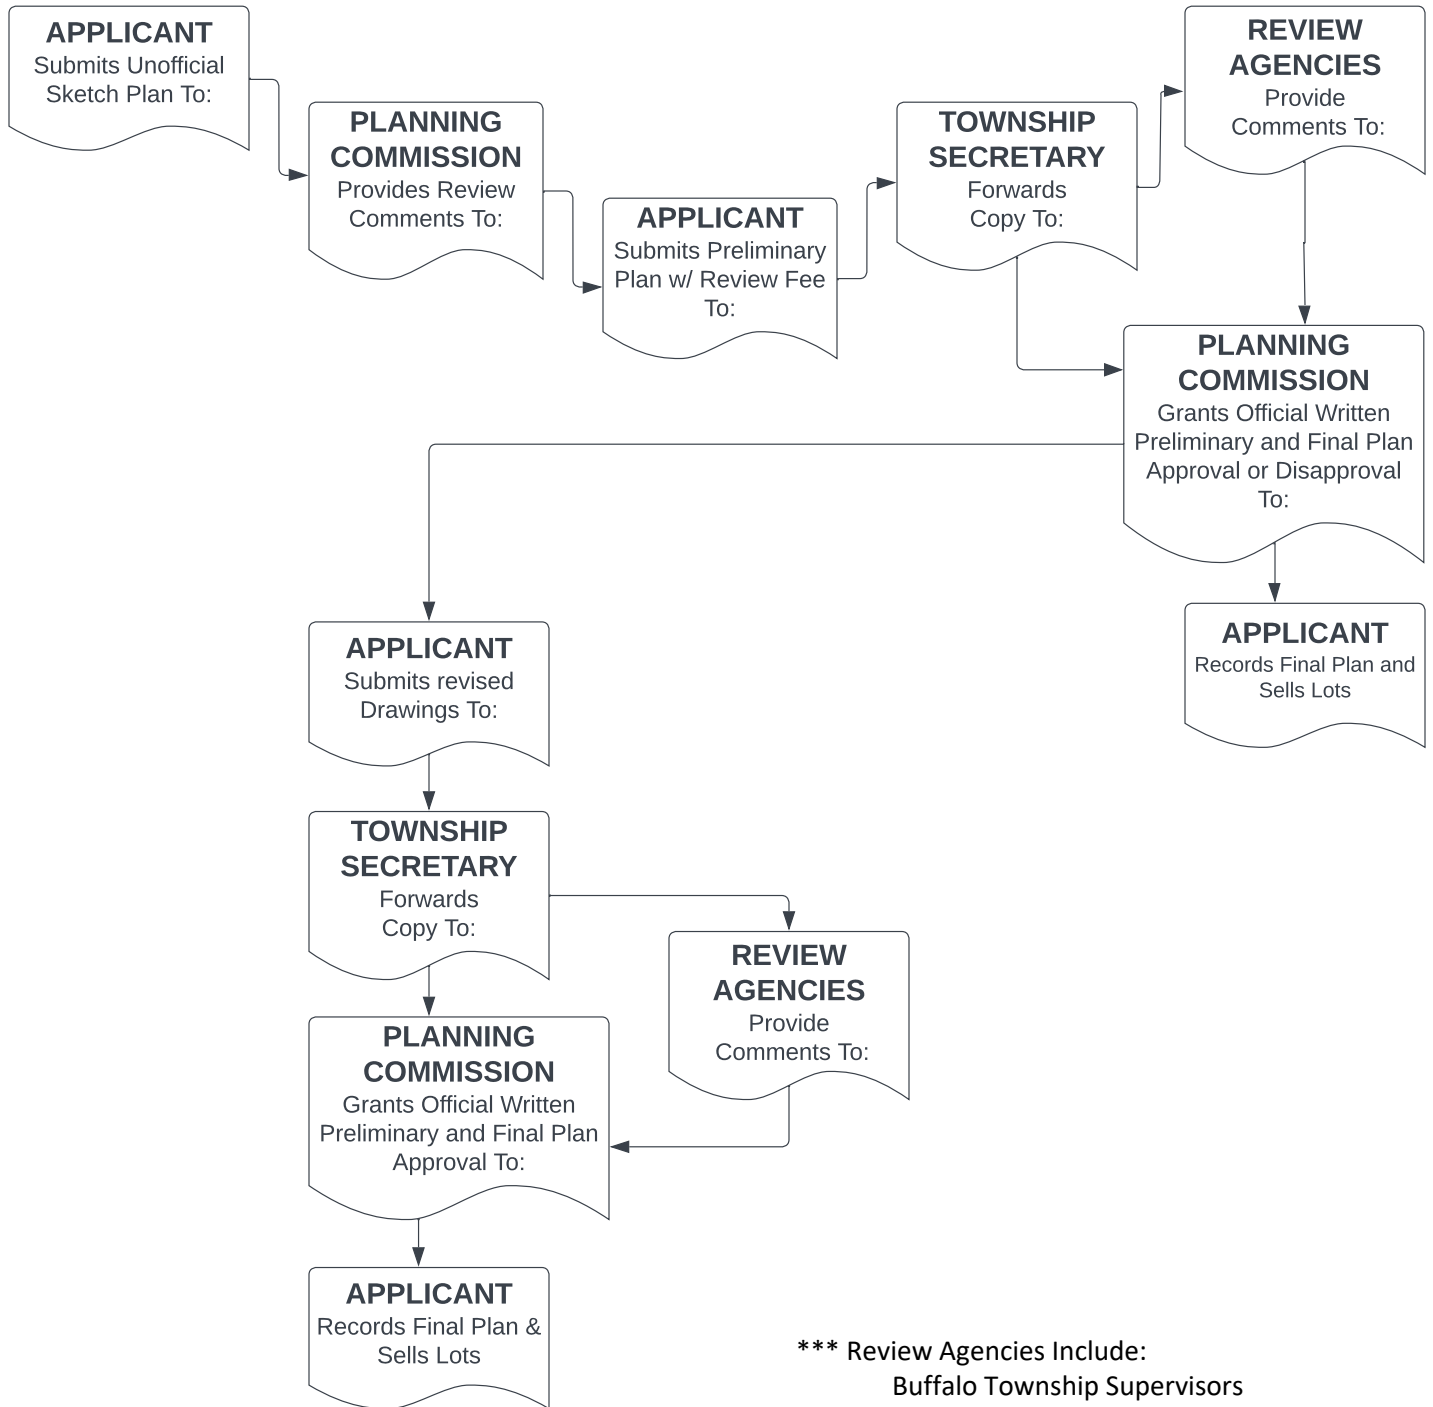 APPLICANT
Submits Unofficial
Sketch Plan To:
PLANNING
COMMISSION
Provides Review
Comments To:
APPLICANT
Submits Preliminary
Plan w/ Review Fee
To:
TOWNSHIP
SECRETARY
Forwards
Copy To:
REVIEW
AGENCIES
Provide
Comments To:
PLANNING
COMMISSION
Grants Official Written
Preliminary and Final Plan
Approval or Disapproval
To:
APPLICANT
Records Final Plan and
Sells Lots
APPLICANT
Submits revised
Drawings To:
TOWNSHIP
SECRETARY
Forwards
Copy To:
REVIEW
AGENCIES
Provide
Comments To:
PLANNING
COMMISSION
Grants Official Written
Preliminary and Final Plan
Approval To:
APPLICANT
Records Final Plan &
Sells Lots
*** Review Agencies Include:
Buffalo Township Supervisors